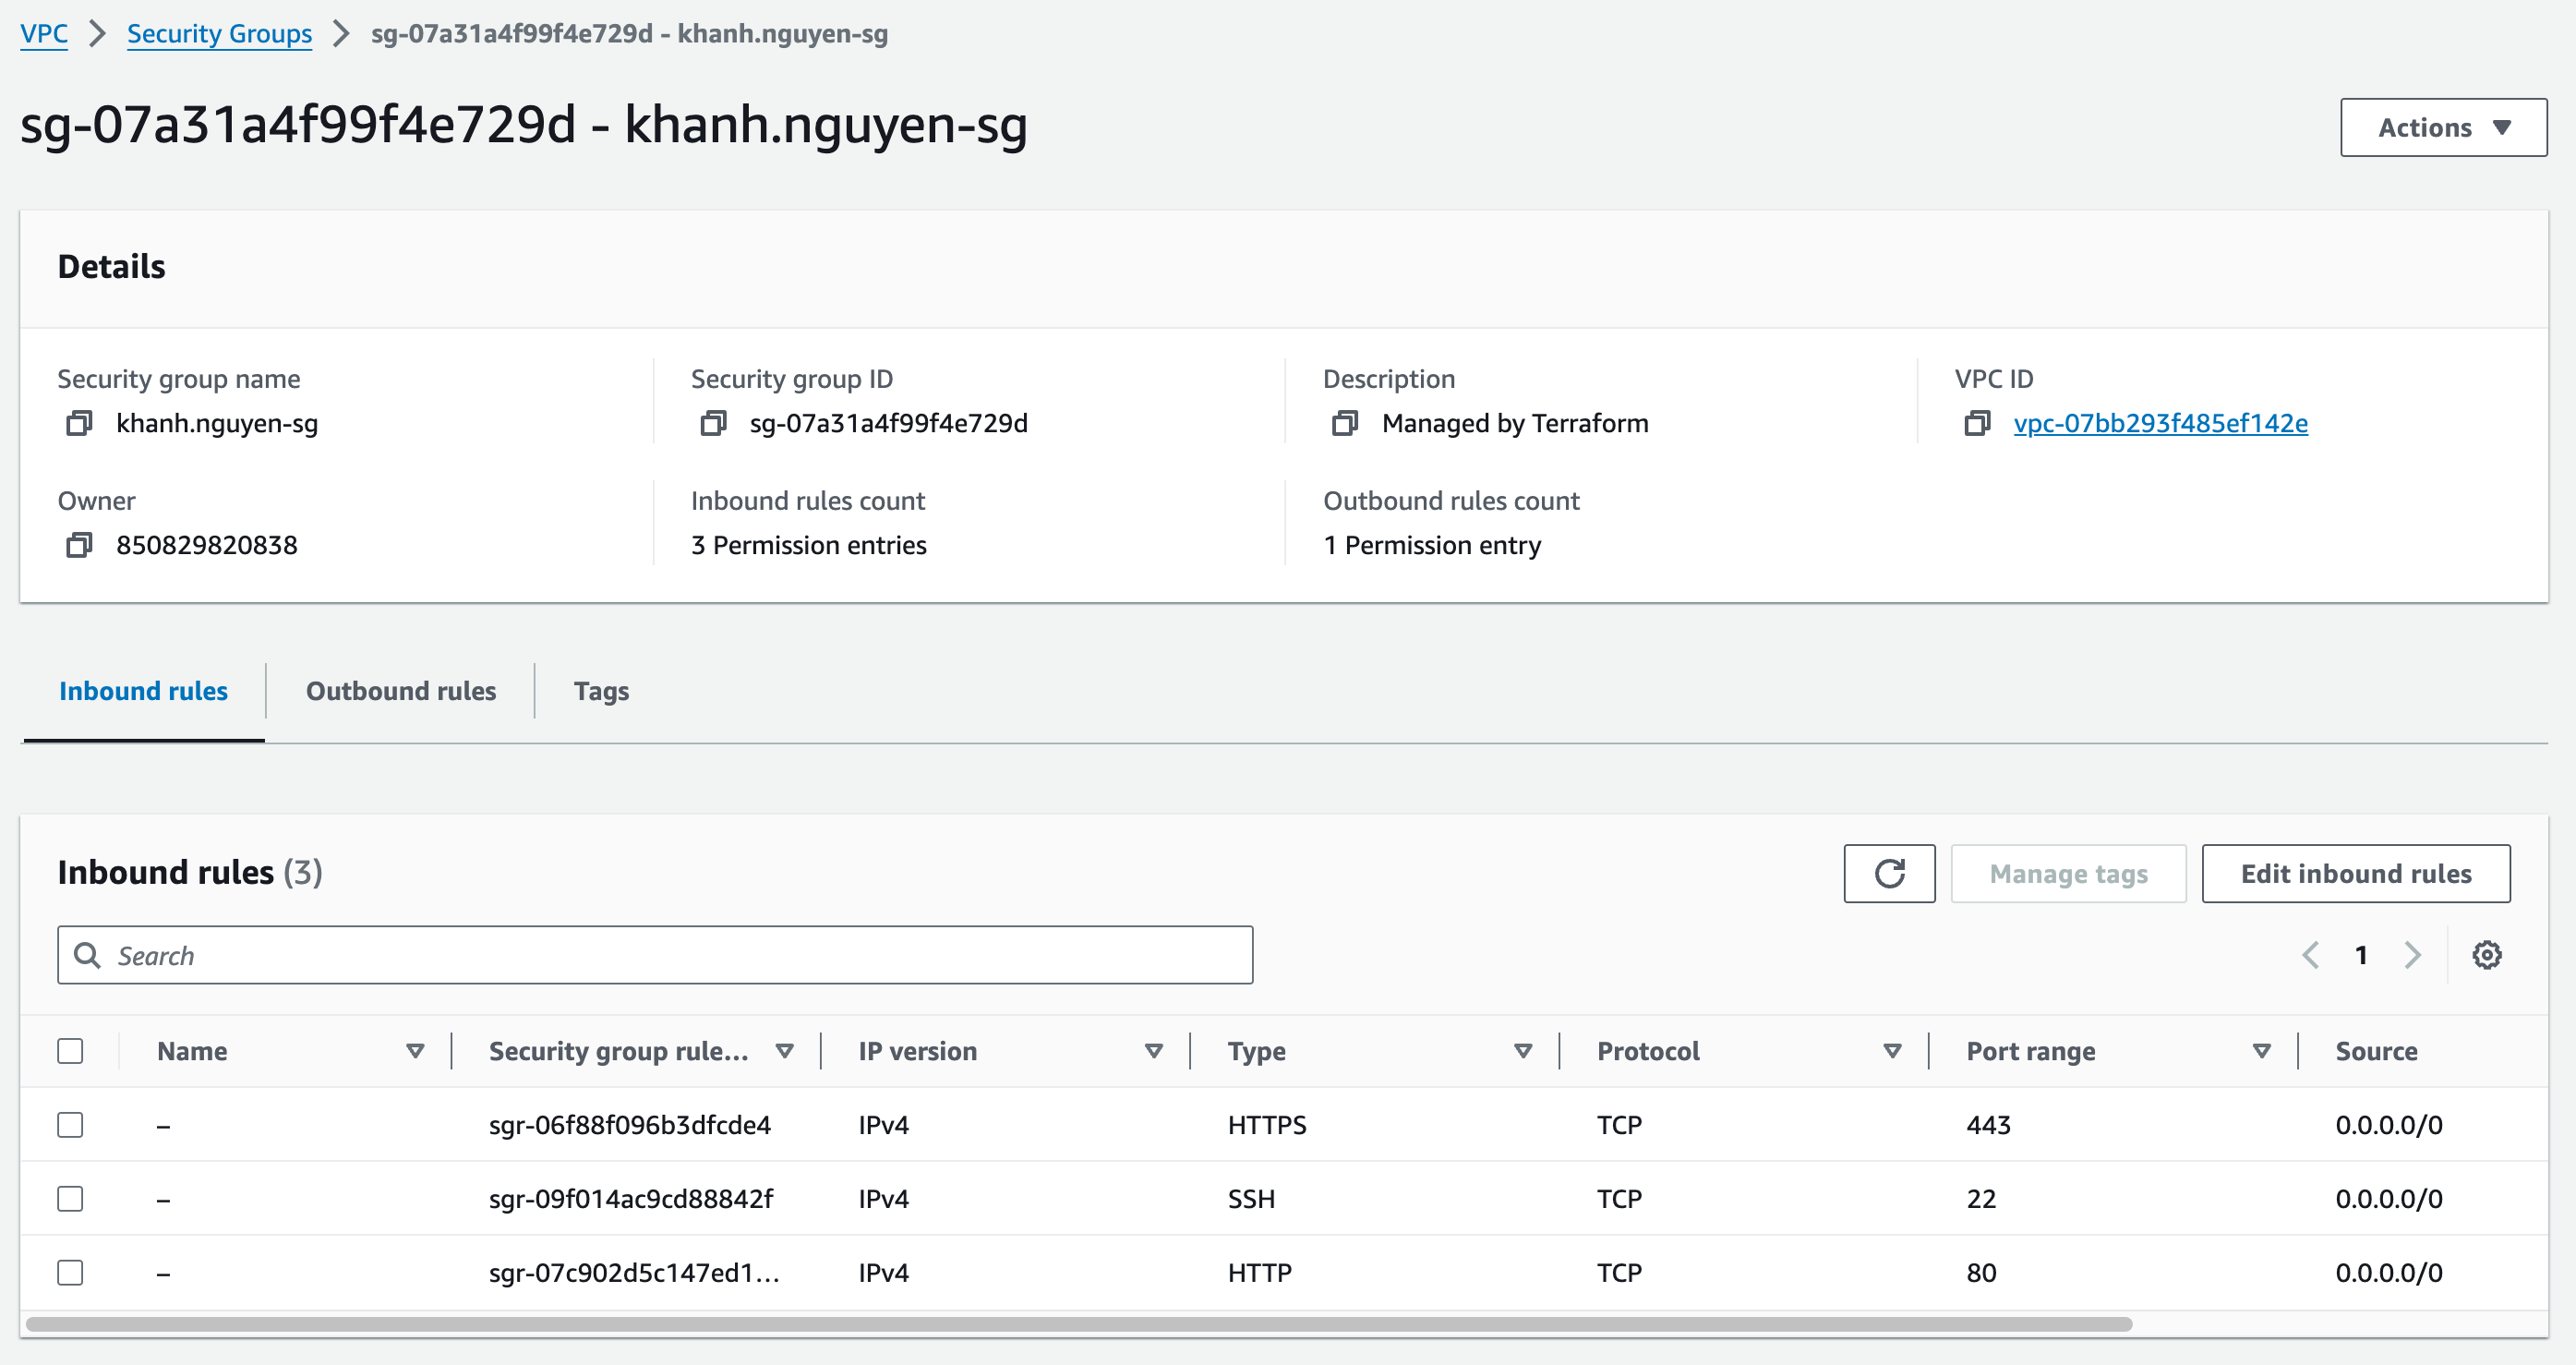 VPC > Security Groups > sg-07a31a4f99f4e729d - khanh.nguyen-sg
sg-07a31a4f99f4e729d - khanh.nguyen-sg
Actions
Details
Security group name Security group ID Description VPC ID
khanh.nguyen-sg sg-07a31a4f99f4e729d Managed by Terraform vpc-07bb293f485ef142e
Owner Inbound rules count Outbound rules count
850829820838 3 Permission entries 1 Permission entry
Inbound rules Outbound rules Tags
Inbound rules (3) Manage tags Edit inbound rules
Search 1
Name Security group rule... IP version Type Protocol Port range Source
– sgr-06f88f096b3dfcde4 IPv4 HTTPS TCP 443 0.0.0.0/0
– sgr-09f014ac9cd88842f IPv4 SSH TCP 22 0.0.0.0/0
– sgr-07c902d5c147ed1... IPv4 HTTP TCP 80 0.0.0.0/0